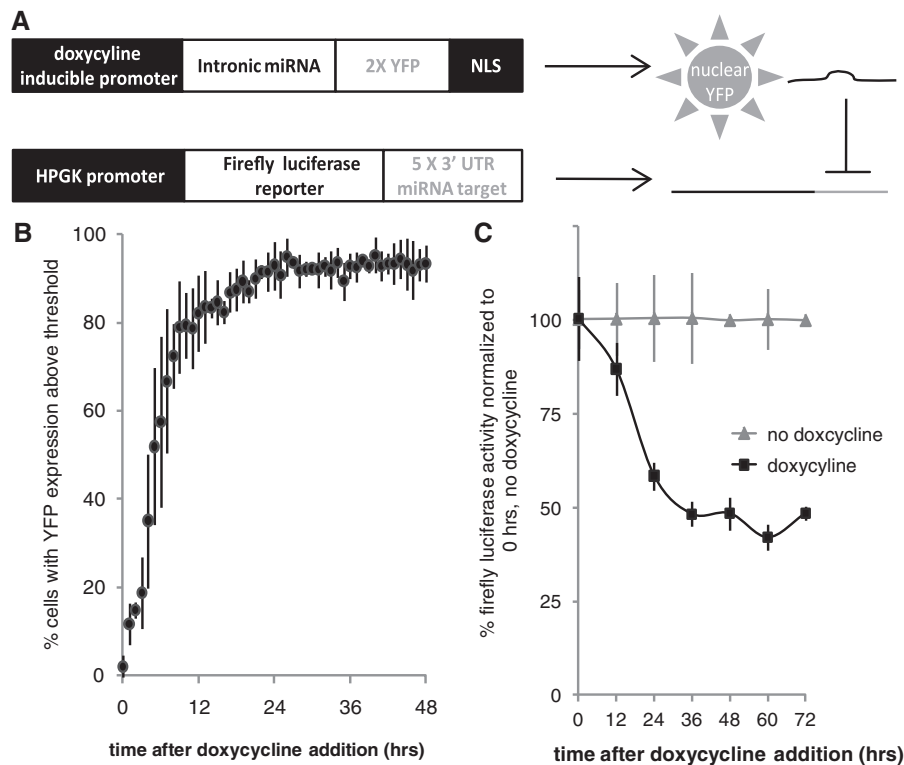 A
doxycyline
inducible promoter
Intronic miRNA
2X YFP
NLS
nuclear
YFP
HPGK promoter
Firefly luciferase
reporter
5 X 3' UTR
miRNA target
B
% cells with YFP expression above threshold
100
80
60
40
20
0
0 12 24 36 48
time after doxycycline addition (hrs)
C
% firefly luciferase activity normalized to
0 hrs, no doxycycline
100
75
50
25
0
no doxcycline
doxycyline
0 12 24 36 48 60 72
time after doxycycline addition (hrs)